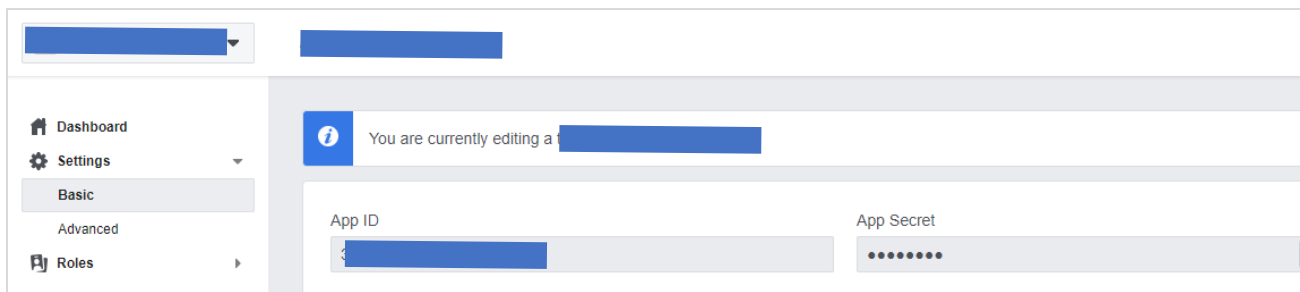 Dashboard
You are currently editing a
Settings
Basic
Advanced
Roles
App ID
App Secret
••••••••